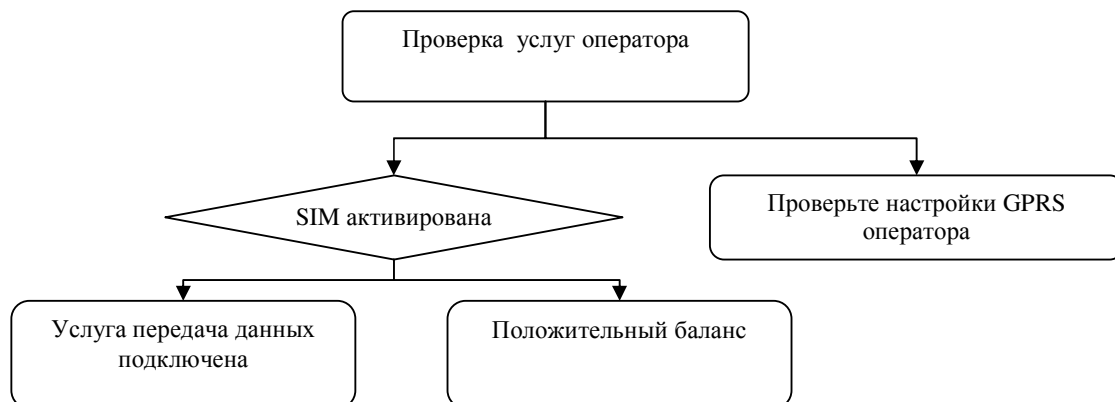 Проверка услуг оператора
SIM активирована
Проверьте настройки GPRS
оператора
Услуга передача данных
подключена
Положительный баланс